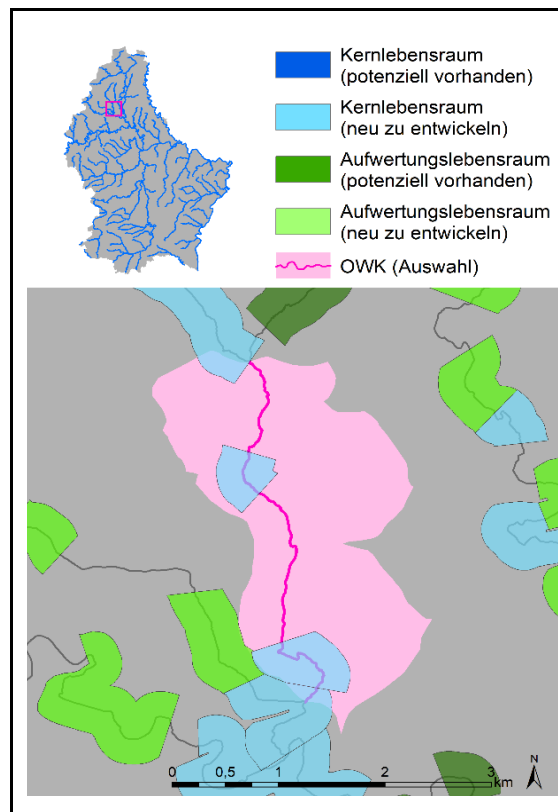 Kernlebensraum
(potenziell vorhanden)
Kernlebensraum
(neu zu entwickeln)
Aufwertungslebensraum
(potenziell vorhanden)
Aufwertungslebensraum
(neu zu entwickeln)
OWK (Auswahl)
0 0,5 1 2 3
km
N